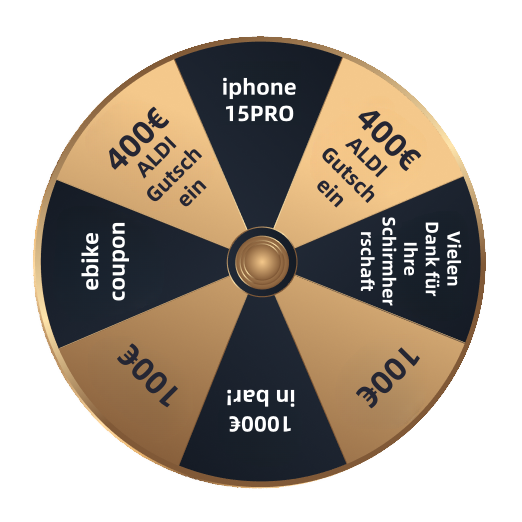 iphone
15PRO
400€
ALDI
Gutsch
ein
Vielen
Dank für
Ihre
Schirmher
rschaft
100€
1000€
in bar!
100€
ebike
coupon
400€
ALDI
Gutsch
ein